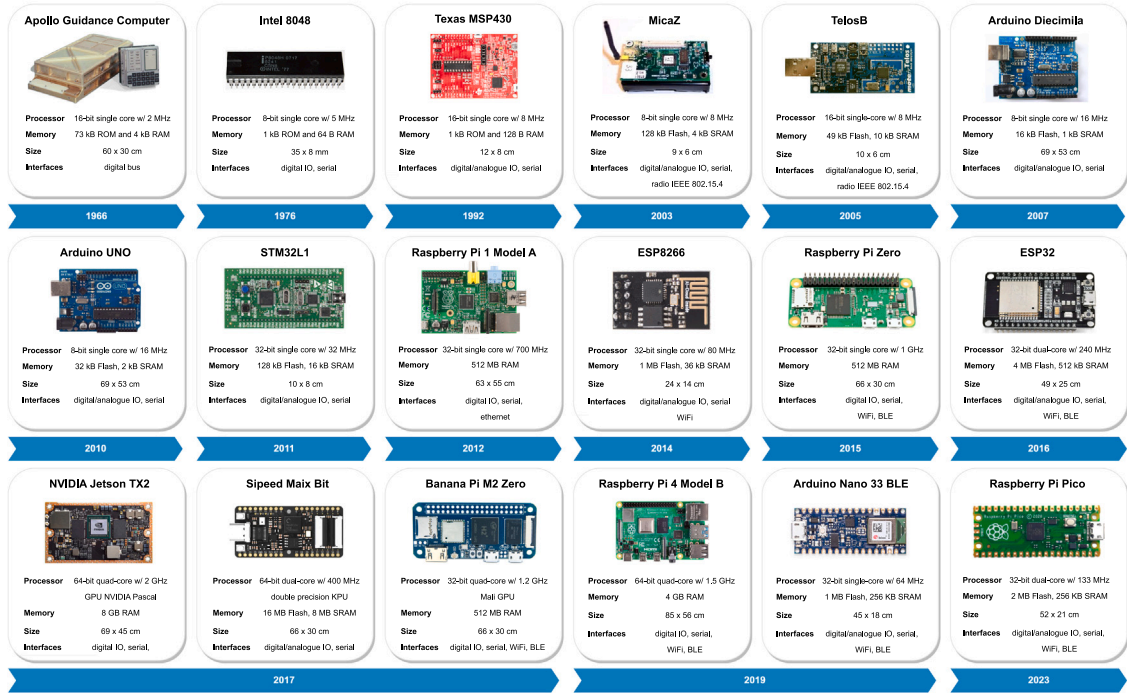 Apollo Guidance Computer
Processor 16-bit single core w/ 2 MHz
Memory 73 kB ROM and 4 kB RAM
Size 60 x 30 cm
Interfaces digital bus
1966
Intel 8048
Processor 8-bit single core w/ 5 MHz
Memory 1 kB ROM and 64 B RAM
Size 35 x 8 mm
Interfaces digital IO, serial
1976
Texas MSP430
Processor 16-bit single core w/ 8 MHz
Memory 1 kB ROM and 128 B RAM
Size 12 x 8 cm
Interfaces digital/analogue IO, serial
1992
MicaZ
Processor 8-bit single core w/ 8 MHz
Memory 128 kB Flash, 4 kB SRAM
Size 9 x 6 cm
Interfaces digital/analogue IO, serial,
radio IEEE 802.15.4
2003
TelosB
Processor 16-bit single-core w/ 8 MHz
Memory 49 kB Flash, 10 kB SRAM
Size 10 x 6 cm
Interfaces digital/analogue IO, serial,
radio IEEE 802.15.4
2005
Arduino Diecimila
Processor 8-bit single core w/ 16 MHz
Memory 16 kB Flash, 1 kB SRAM
Size 69 x 53 cm
Interfaces digital/analogue IO, serial
2007
Arduino UNO
Processor 8-bit single core w/ 16 MHz
Memory 32 kB Flash, 2 kB SRAM
Size 69 x 53 cm
Interfaces digital/analogue IO, serial
2010
STM32L1
Processor 32-bit single core w/ 32 MHz
Memory 128 kB Flash, 16 kB SRAM
Size 10 x 8 cm
Interfaces digital/analogue IO, serial
2011
Raspberry Pi 1 Model A
Processor 32-bit single core w/ 700 MHz
Memory 512 MB RAM
Size 63 x 55 cm
Interfaces digital IO, serial,
ethernet
2012
ESP8266
Processor 32-bit single core w/ 80 MHz
Memory 1 MB Flash, 36 kB SRAM
Size 24 x 14 cm
Interfaces digital/analogue IO, serial
WiFi
2014
Raspberry Pi Zero
Processor 32-bit single core w/ 1 GHz
Memory 512 MB RAM
Size 66 x 30 cm
Interfaces digital IO, serial,
WiFi, BLE
2015
ESP32
Processor 32-bit dual-core w/ 240 MHz
Memory 4 MB Flash, 512 kB SRAM
Size 49 x 25 cm
Interfaces digital/analogue IO, serial,
WiFi, BLE
2016
NVIDIA Jetson TX2
Processor 64-bit quad-core w/ 2 GHz
GPU NVIDIA Pascal
Memory 8 GB RAM
Size 69 x 45 cm
Interfaces digital IO, serial,
Sipeed Maix Bit
Processor 64-bit dual-core w/ 400 MHz
double precision KPU
Memory 16 MB Flash, 8 MB SRAM
Size 66 x 30 cm
Interfaces digital/analogue IO, serial
Banana Pi M2 Zero
Processor 32-bit quad-core w/ 1.2 GHz
Mali GPU
Memory 512 MB RAM
Size 66 x 30 cm
Interfaces digital IO, serial, WiFi, BLE
2017
Raspberry Pi 4 Model B
Processor 64-bit quad-core w/ 1.5 GHz
Memory 4 GB RAM
Size 85 x 56 cm
Interfaces digital IO, serial,
WiFi, BLE
Arduino Nano 33 BLE
Processor 32-bit single-core w/ 64 MHz
Memory 1 MB Flash, 256 KB SRAM
Size 45 x 18 cm
Interfaces digital/analogue IO, serial,
WiFi, BLE
2019
Raspberry Pi Pico
Processor 32-bit dual-core w/ 133 MHz
Memory 2 MB Flash, 256 KB SRAM
Size 52 x 21 cm
Interfaces digital/analogue IO, serial,
WiFi, BLE
2023